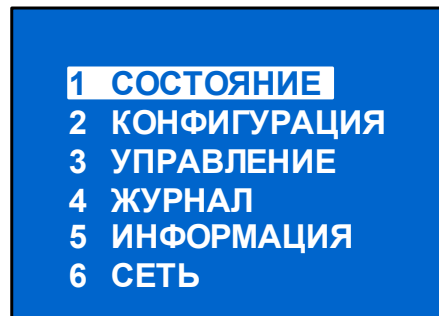 1 СОСТОЯНИЕ
2 КОНФИГУРАЦИЯ
3 УПРАВЛЕНИЕ
4 ЖУРНАЛ
5 ИНФОРМАЦИЯ
6 СЕТЬ